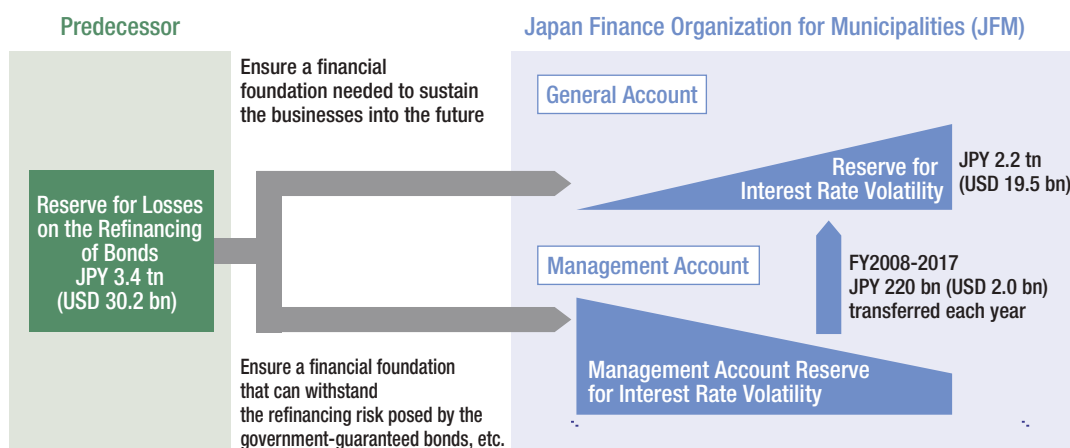 Predecessor
Japan Finance Organization for Municipalities (JFM)
Ensure a financial
foundation needed to sustain
the businesses into the future
General Account
Reserve for
Interest Rate Volatility
JPY 2.2 tn
(USD 19.5 bn)
Reserve for Losses
on the Refinancing
of Bonds
JPY 3.4 tn
(USD 30.2 bn)
Management Account
FY2008-2017
JPY 220 bn (USD 2.0 bn)
transferred each year
Management Account Reserve
for Interest Rate Volatility
Ensure a financial foundation
that can withstand
the refinancing risk posed by the
government-guaranteed bonds, etc.